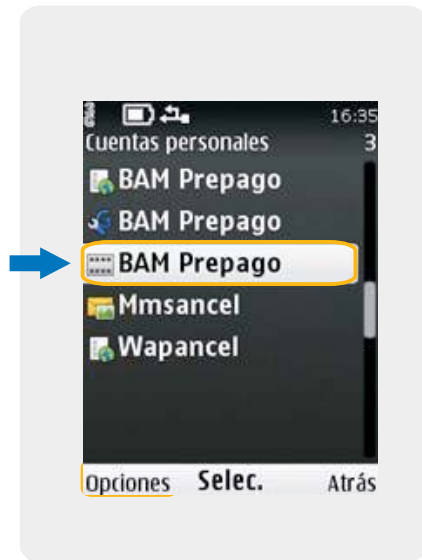 16:35
Cuentas personales 3
BAM Prepago
BAM Prepago
BAM Prepago
Mmsancel
Wapancel
Opciones Selec. Atrás